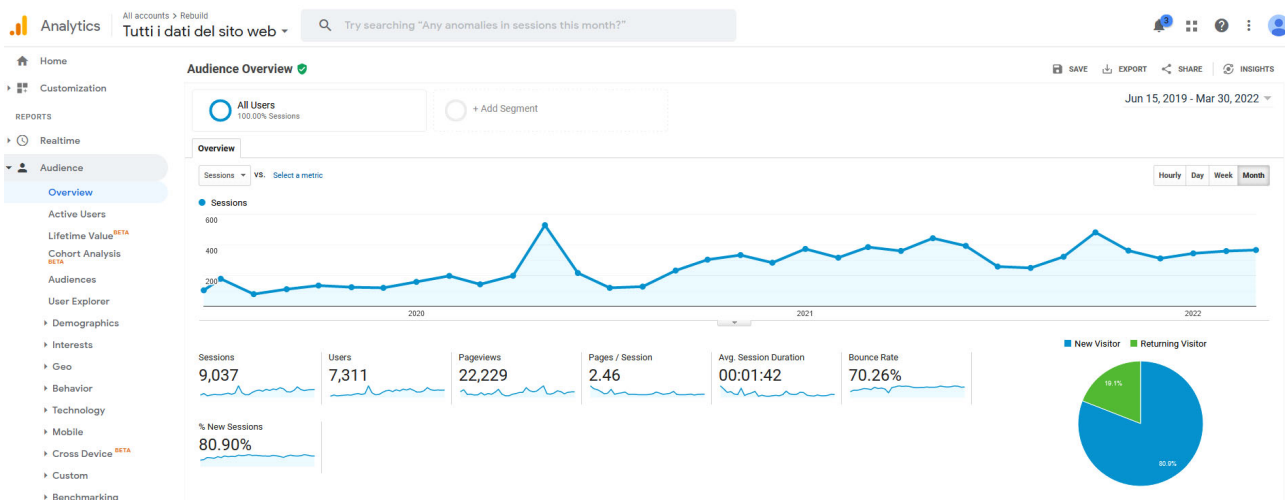 Analytics
All accounts > Rebuild
Tutti i dati del sito web
Try searching "Any anomalies in sessions this month?"
3
Home
Customization
REPORTS
Realtime
Audience
Overview
Active Users
Lifetime Value BETA
Cohort Analysis
BETA
Audiences
User Explorer
Demographics
Interests
Geo
Behavior
Technology
Mobile
Cross Device BETA
Custom
Benchmarking
Audience Overview
SAVE EXPORT SHARE INSIGHTS
All Users
100.00% Sessions
+ Add Segment
Jun 15, 2019 - Mar 30, 2022
Overview
Sessions VS. Select a metric
Hourly Day Week Month
Sessions
600
400
200
2020 2021 2022
Sessions
9,037
Users
7,311
Pageviews
22,229
Pages / Session
2.46
Avg. Session Duration
00:01:42
Bounce Rate
70.26%
% New Sessions
80.90%
New Visitor Returning Visitor
19.1%
80.9%